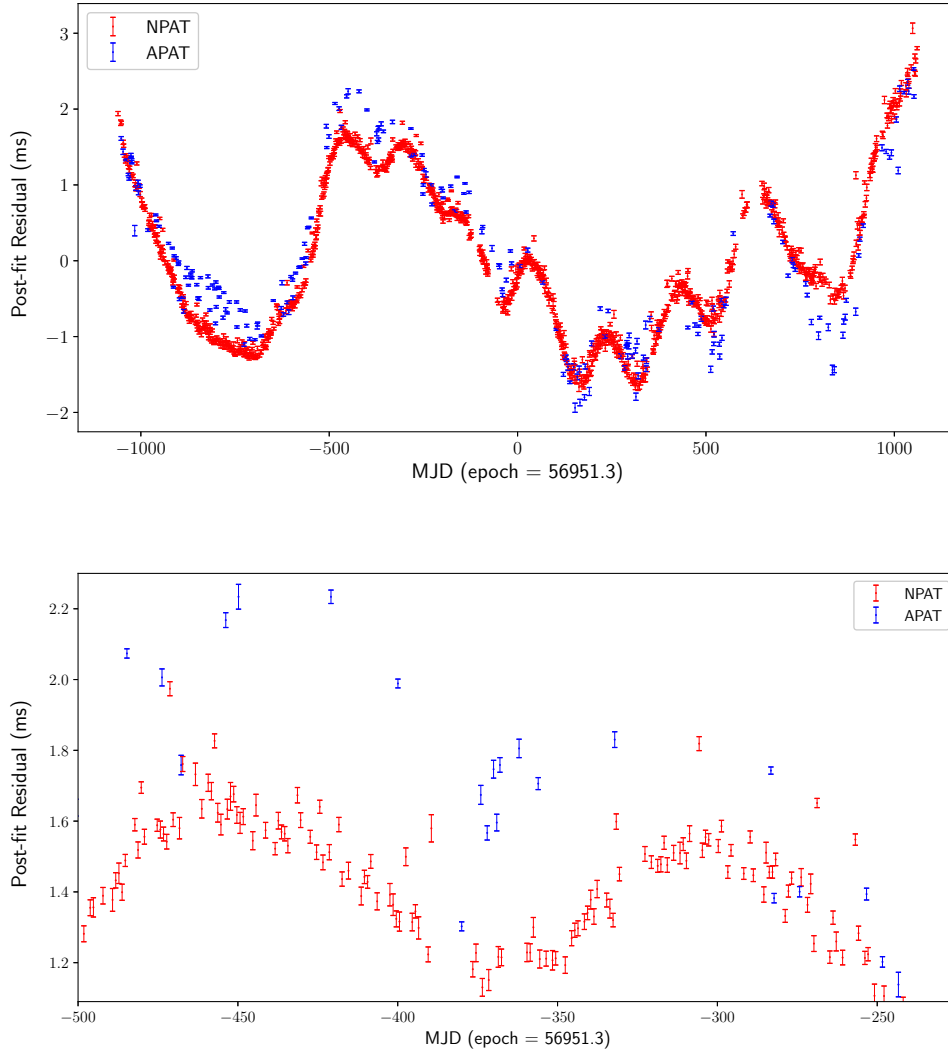 NPAT
APAT
Post-fit Residual (ms)
3
2
1
0
−1
−2
−1000
−500
0
500
1000
MJD (epoch = 56951.3)
NPAT
APAT
Post-fit Residual (ms)
2.2
2.0
1.8
1.6
1.4
1.2
−500
−450
−400
−350
−300
−250
MJD (epoch = 56951.3)